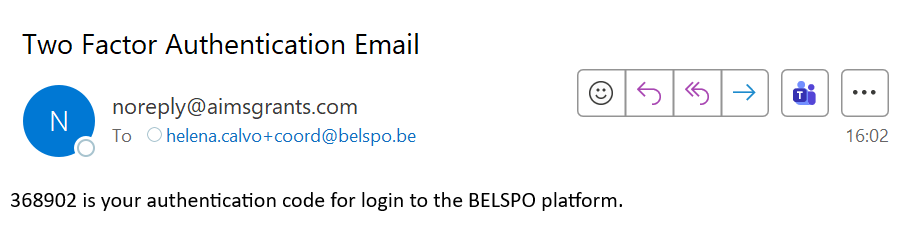 Two Factor Authentication Email
N
noreply@aimsgrants.com
To helena.calvo+coord@belspo.be
16:02
368902 is your authentication code for login to the BELSPO platform.